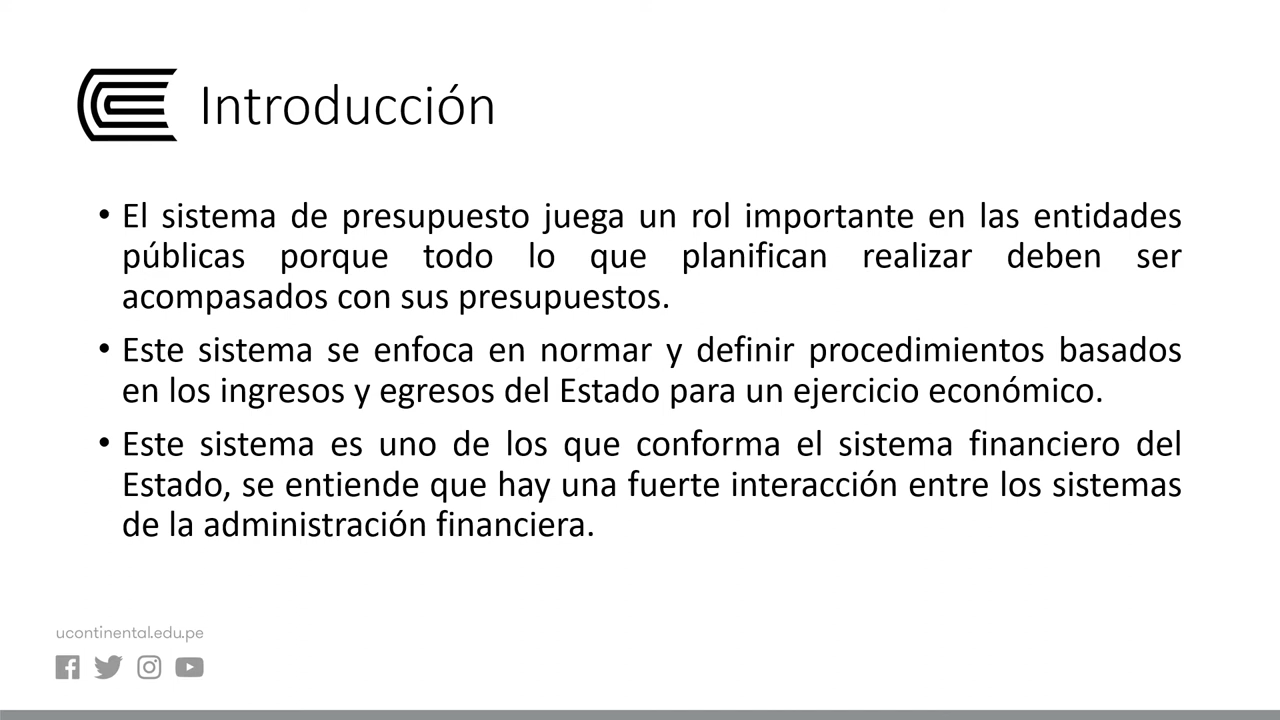 Introducción
• El sistema de presupuesto juega un rol importante en las entidades
públicas porque todo lo que planifican realizar deben ser
acompasados con sus presupuestos.
• Este sistema se enfoca en normar y definir procedimientos basados
en los ingresos y egresos del Estado para un ejercicio económico.
• Este sistema es uno de los que conforma el sistema financiero del
Estado, se entiende que hay una fuerte interacción entre los sistemas
de la administración financiera.
ucontinental.edu.pe